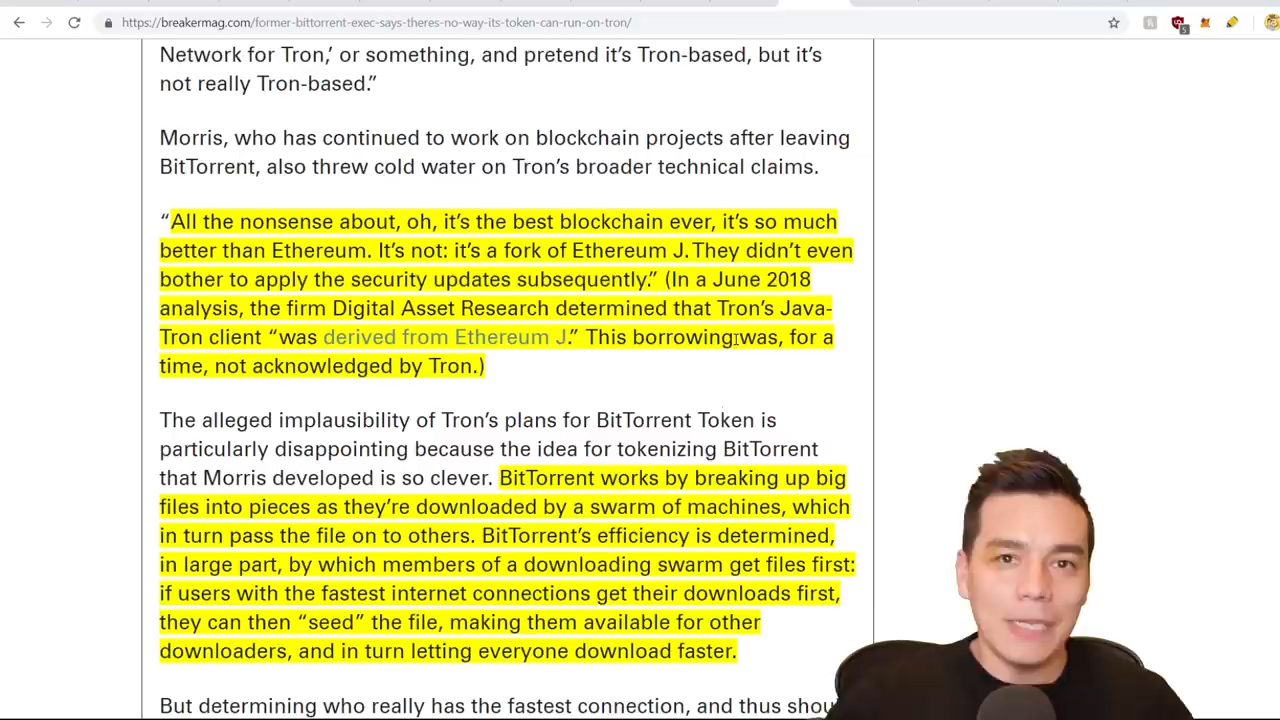 https://breakermag.com/former-bittorrent-exec-says-theres-no-way-its-token-can-run-on-tron/
5
Network for Tron,’ or something, and pretend it’s Tron-based, but it’s
not really Tron-based.”
Morris, who has continued to work on blockchain projects after leaving
BitTorrent, also threw cold water on Tron’s broader technical claims.
“All the nonsense about, oh, it’s the best blockchain ever, it’s so much
better than Ethereum. It’s not: it’s a fork of Ethereum J. They didn’t even
bother to apply the security updates subsequently.” (In a June 2018
analysis, the firm Digital Asset Research determined that Tron’s Java-
Tron client “was derived from Ethereum J.” This borrowing was, for a
time, not acknowledged by Tron.)
The alleged implausibility of Tron’s plans for BitTorrent Token is
particularly disappointing because the idea for tokenizing BitTorrent
that Morris developed is so clever. BitTorrent works by breaking up big
files into pieces as they’re downloaded by a swarm of machines, which
in turn pass the file on to others. BitTorrent’s efficiency is determined,
in large part, by which members of a downloading swarm get files first:
if users with the fastest internet connections get their downloads first,
they can then “seed” the file, making them available for other
downloaders, and in turn letting everyone download faster.
But determining who really has the fastest connection, and thus shou